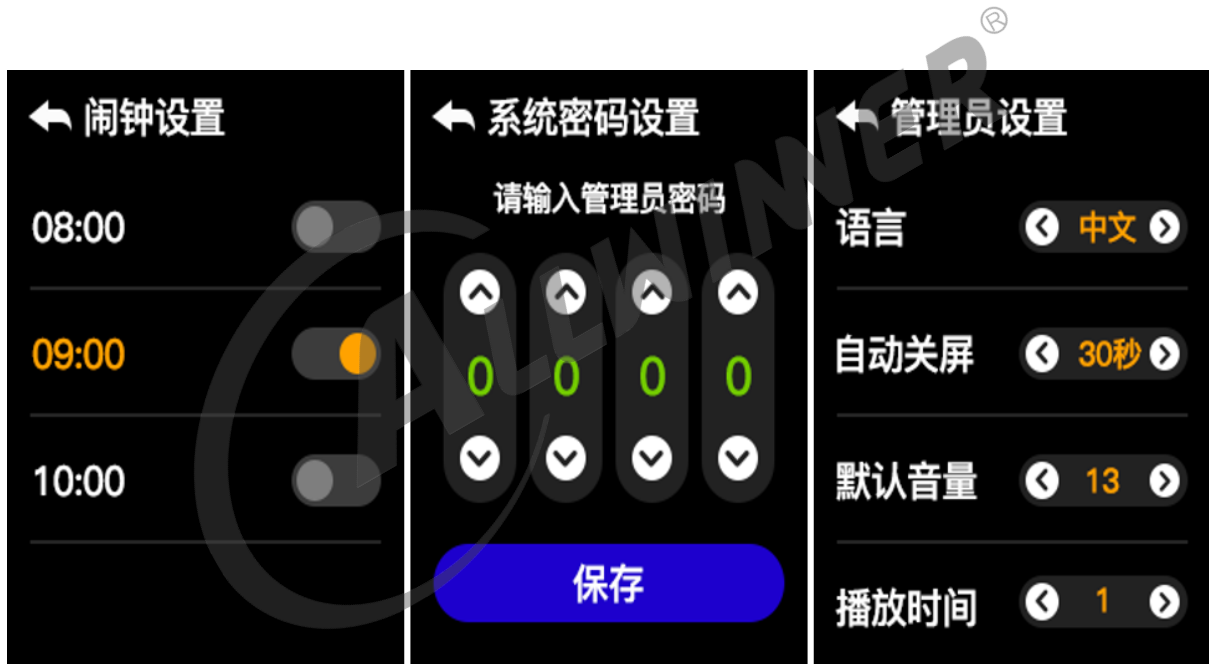 闹钟设置
08:00
09:00
10:00
系统密码设置
请输入管理员密码
0 0 0 0
保存
管理员设置
语言 中文
自动关屏 30秒
默认音量 13
播放时间 1
ALLWINNER®